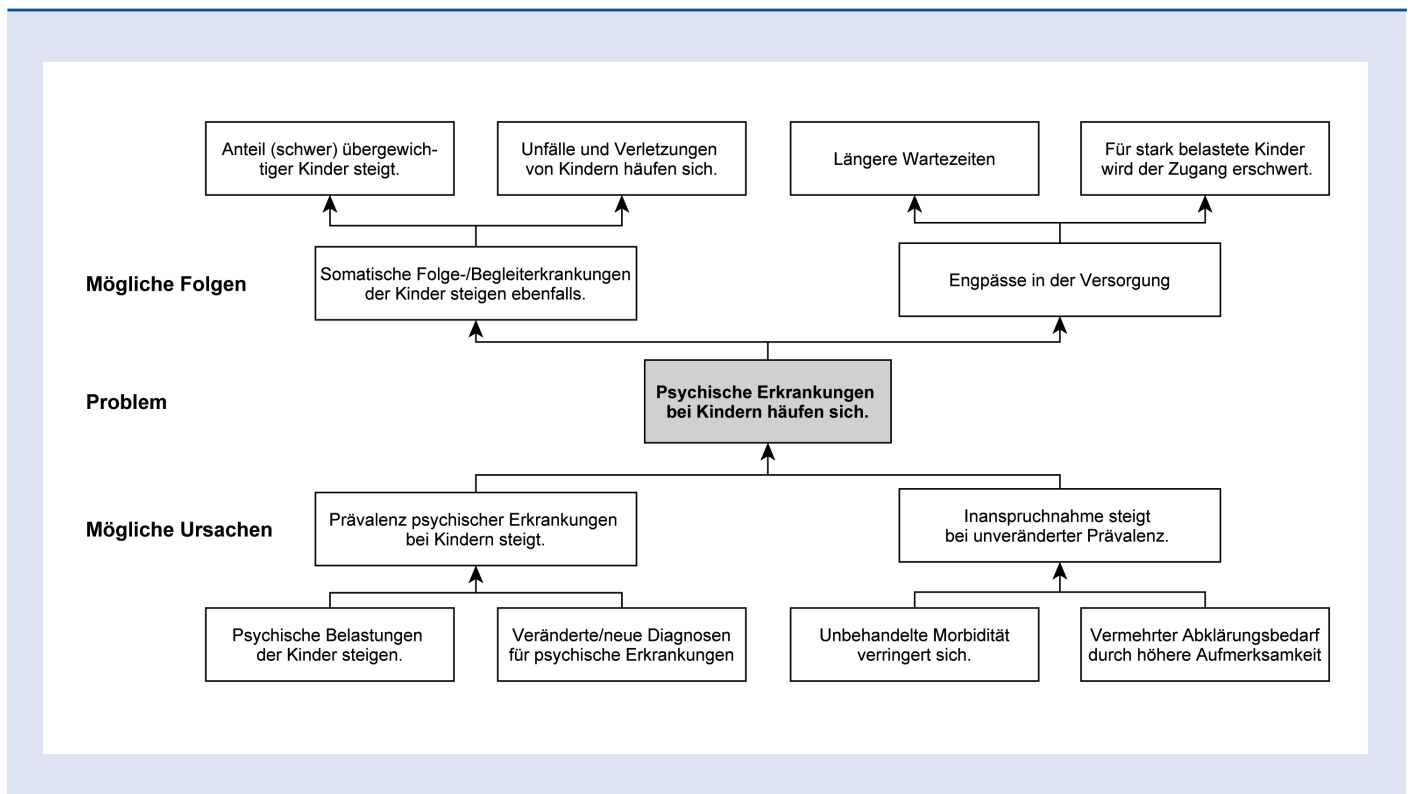 Anteil (schwer) übergewich-
tiger Kinder steigt.
Unfälle und Verletzungen
von Kindern häufen sich.
Längere Wartezeiten
Für stark belastete Kinder
wird der Zugang erschwert.
Mögliche Folgen
Somatische Folge-/Begleiterkrankungen
der Kinder steigen ebenfalls.
Engpässe in der Versorgung
Problem
Psychische Erkrankungen
bei Kindern häufen sich.
Mögliche Ursachen
Prävalenz psychischer Erkrankungen
bei Kindern steigt.
Inanspruchnahme steigt
bei unveränderter Prävalenz.
Psychische Belastungen
der Kinder steigen.
Veränderte/neue Diagnosen
für psychische Erkrankungen
Unbehandelte Morbidität
verringert sich.
Vermehrter Abklärungsbedarf
durch höhere Aufmerksamkeit